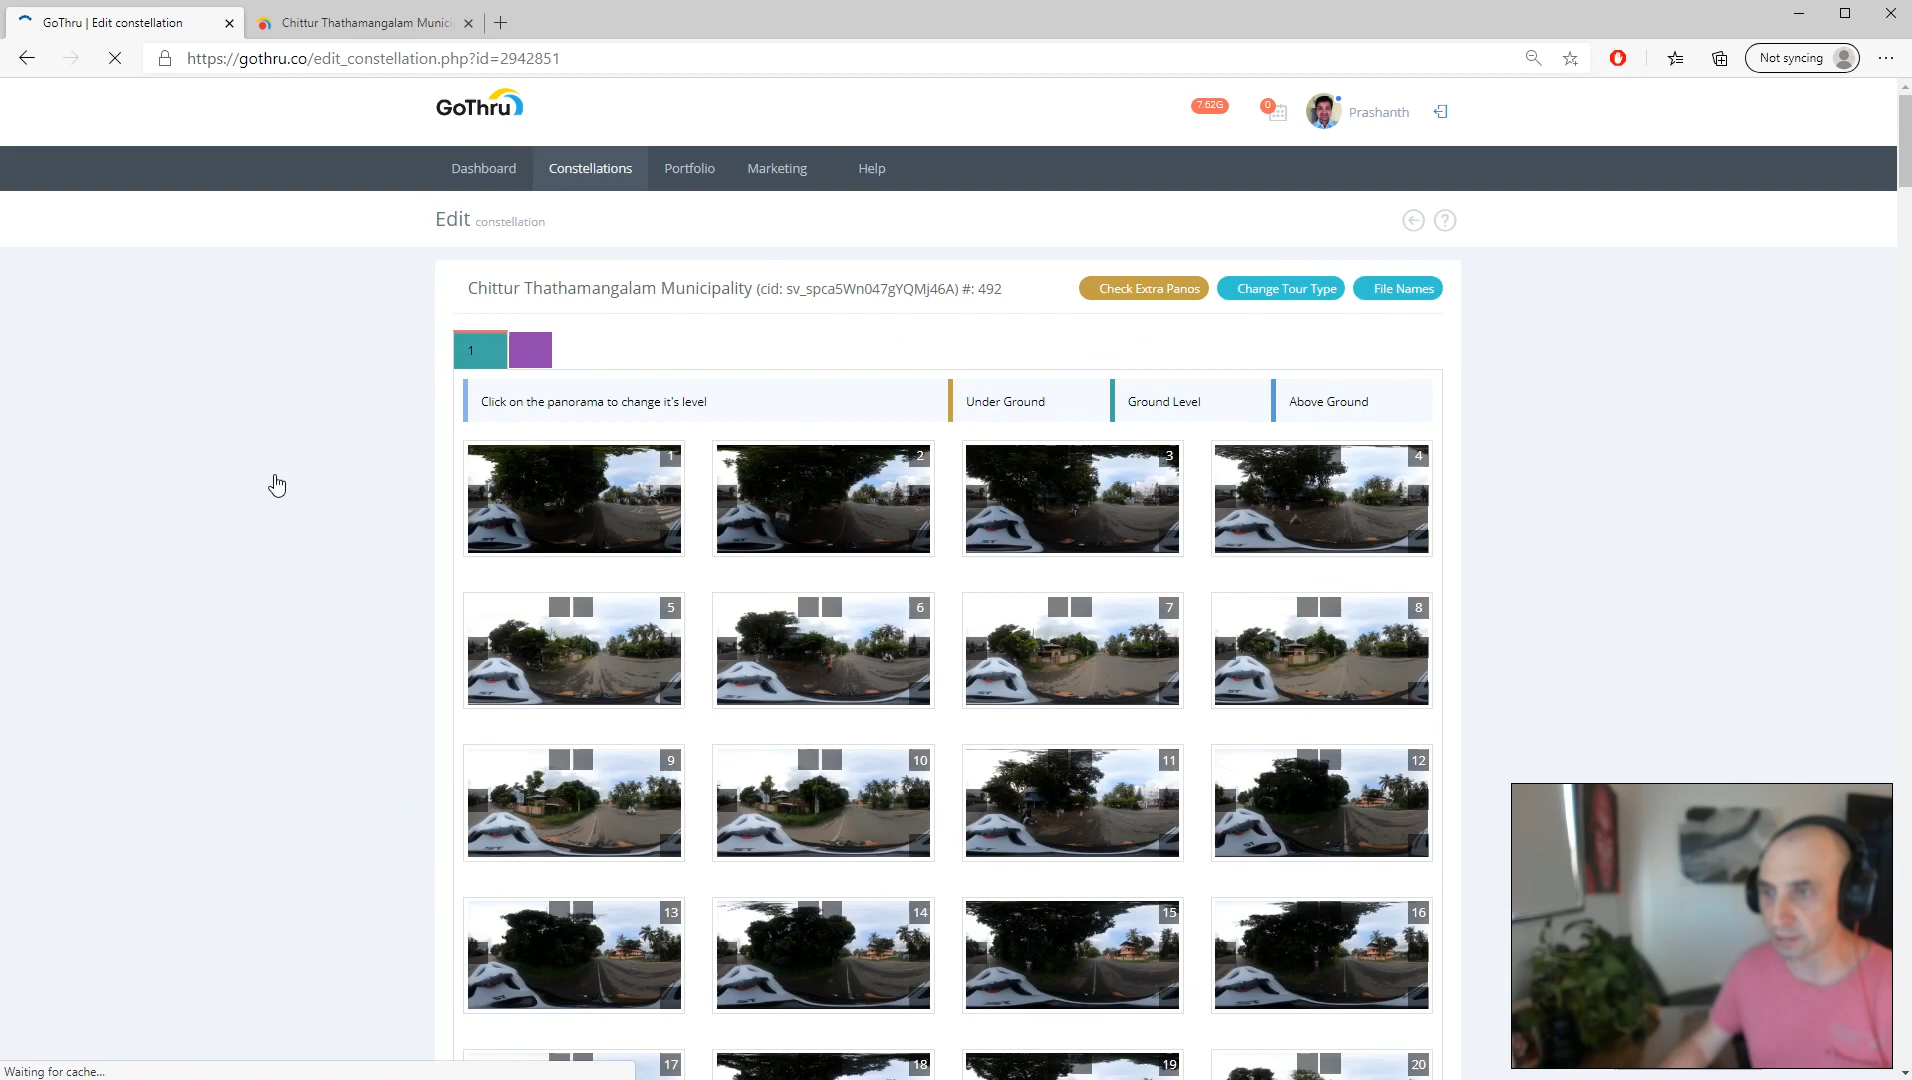 GoThru | Edit constellation
Chittur Thathamangalam Munici
https://gothru.co/edit_constellation.php?id=2942851
Not syncing
GoThru
7.62G
0
Prashanth
Dashboard
Constellations
Portfolio
Marketing
Help
Edit constellation
Chittur Thathamangalam Municipality (cid: sv_spca5Wn047gYQMj46A) #: 492
Check Extra Panos
Change Tour Type
File Names
1
Click on the panorama to change it's level
Under Ground
Ground Level
Above Ground
1
2
3
4
5
6
7
8
9
10
11
12
13
14
15
16
17
18
19
20
Waiting for cache...